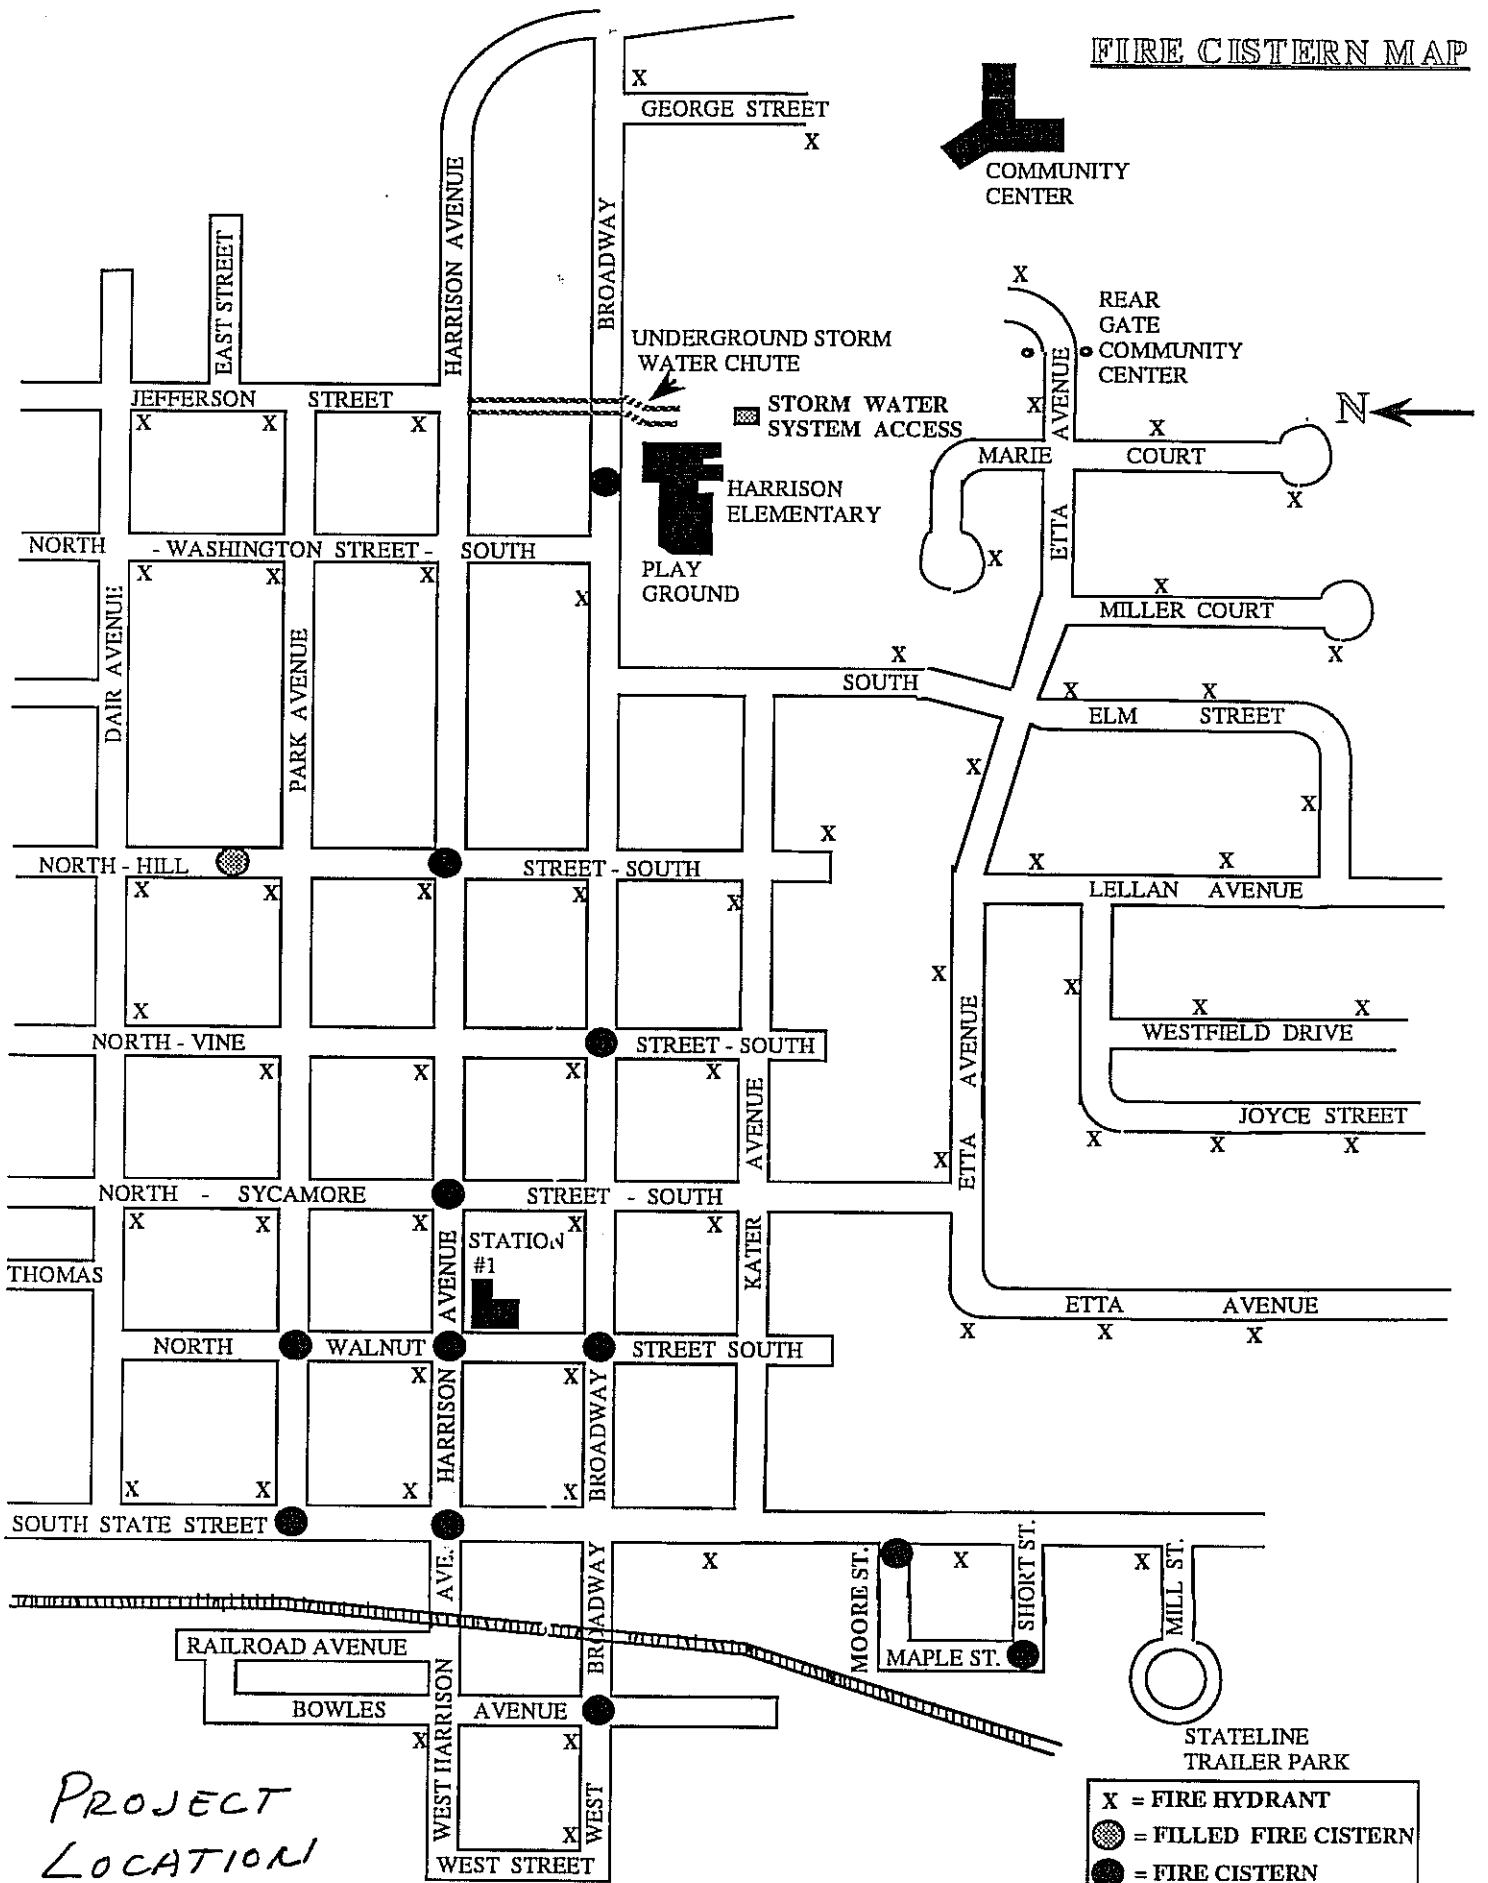 FIRE CISTERN MAP
X
GEORGE STREET
X
COMMUNITY
CENTER
HARRISON AVENUE
BROADWAY
EAST STREET
X
REAR
GATE
COMMUNITY
CENTER
UNDERGROUND STORM
WATER CHUTE
STORM WATER
SYSTEM ACCESS
N
JEFFERSON STREET
X X X
X
ETTA AVENUE
X
MARIE COURT
X
HARRISON
ELEMENTARY
NORTH - WASHINGTON STREET - SOUTH
X X X X
X
PLAY
GROUND
X
MILLER COURT
X
DAIR AVENUE
PARK AVENUE
X
SOUTH
X X
ELM STREET
X
X
X
NORTH - HILL STREET - SOUTH
X X
LELLAN AVENUE
X X X X X
X
X
X
X X
WESTFIELD DRIVE
NORTH - VINE STREET - SOUTH
X X X X
KATER AVENUE
ETTA AVENUE
ETTA
JOYCE STREET
X X X
X
NORTH - SYCAMORE STREET - SOUTH
X X X X X
STATION
#1
HARRISON AVENUE
THOMAS
ETTA AVENUE
X X X
NORTH WALNUT STREET SOUTH
X X
HARRISON
BROADWAY
X X X X
SOUTH STATE STREET
AVE.
BROADWAY
X
MOORE ST.
X
SHORT ST.
X
MILL ST.
RAILROAD AVENUE
MAPLE ST.
BOWLES AVENUE
X X
WEST HARRISON
WEST
X
WEST STREET
STATELINE
TRAILER PARK
PROJECT
LOCATION
X = FIRE HYDRANT
= FILLED FIRE CISTERN
= FIRE CISTERN